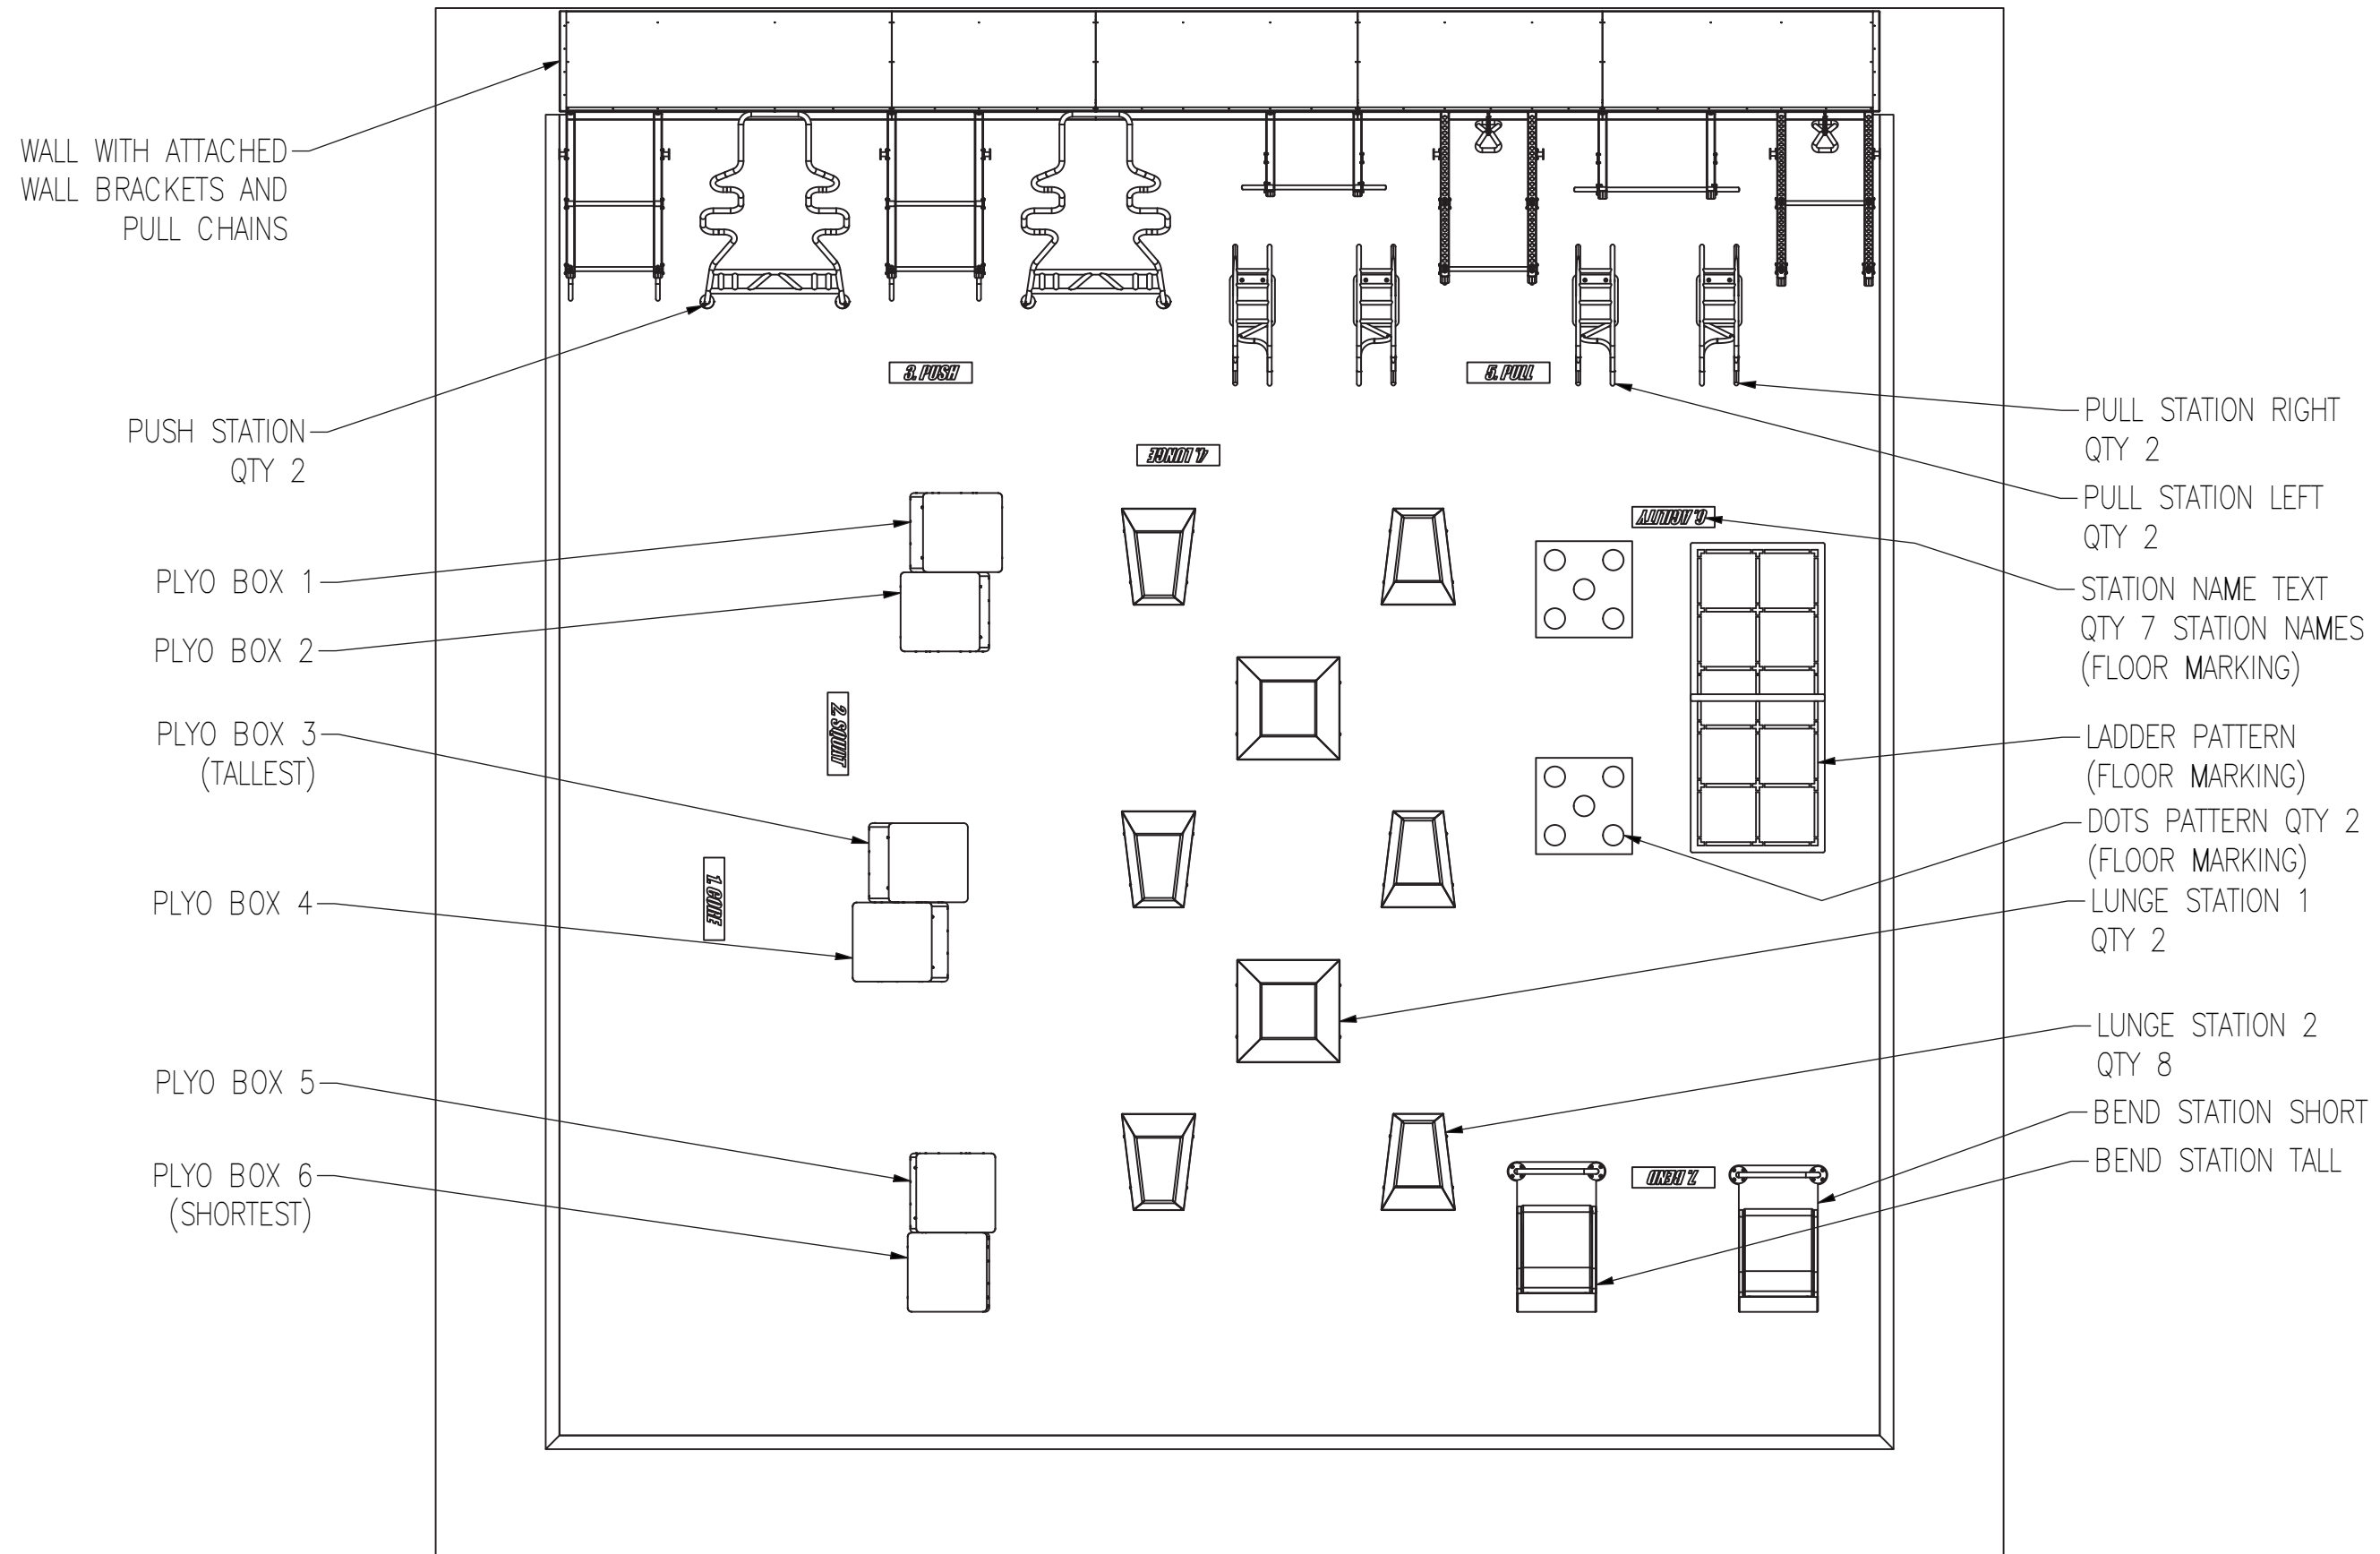 WALL WITH ATTACHED
WALL BRACKETS AND
PULL CHAINS
PUSH STATION
QTY 2
PLYO BOX 1
PLYO BOX 2
PLYO BOX 3
(TALLEST)
PLYO BOX 4
PLYO BOX 5
PLYO BOX 6
(SHORTEST)
3. PUSH
5. PULL
4. LUNGE
6. AGILITY
2. SQUAT
1. CORE
7. BEND
PULL STATION RIGHT
QTY 2
PULL STATION LEFT
QTY 2
STATION NAME TEXT
QTY 7 STATION NAMES
(FLOOR MARKING)
LADDER PATTERN
(FLOOR MARKING)
DOTS PATTERN QTY 2
(FLOOR MARKING)
LUNGE STATION 1
QTY 2
LUNGE STATION 2
QTY 8
BEND STATION SHORT
BEND STATION TALL